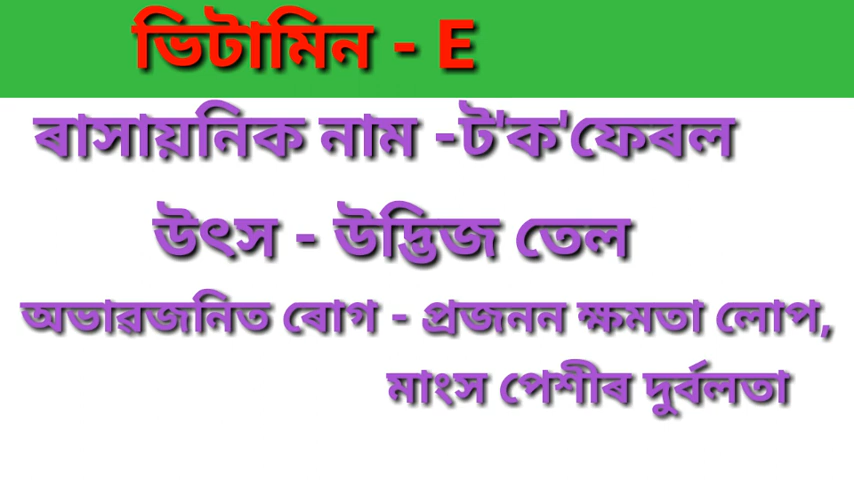 ভিটামিন - E
ৰাসায়নিক নাম -ট'ক'ফেৰল
উৎস - উদ্ভিজ তেল
অভাৱজনিত ৰোগ - প্ৰজনন ক্ষমতা লোপ,
মাংস পেশীৰ দুৰ্বলতা